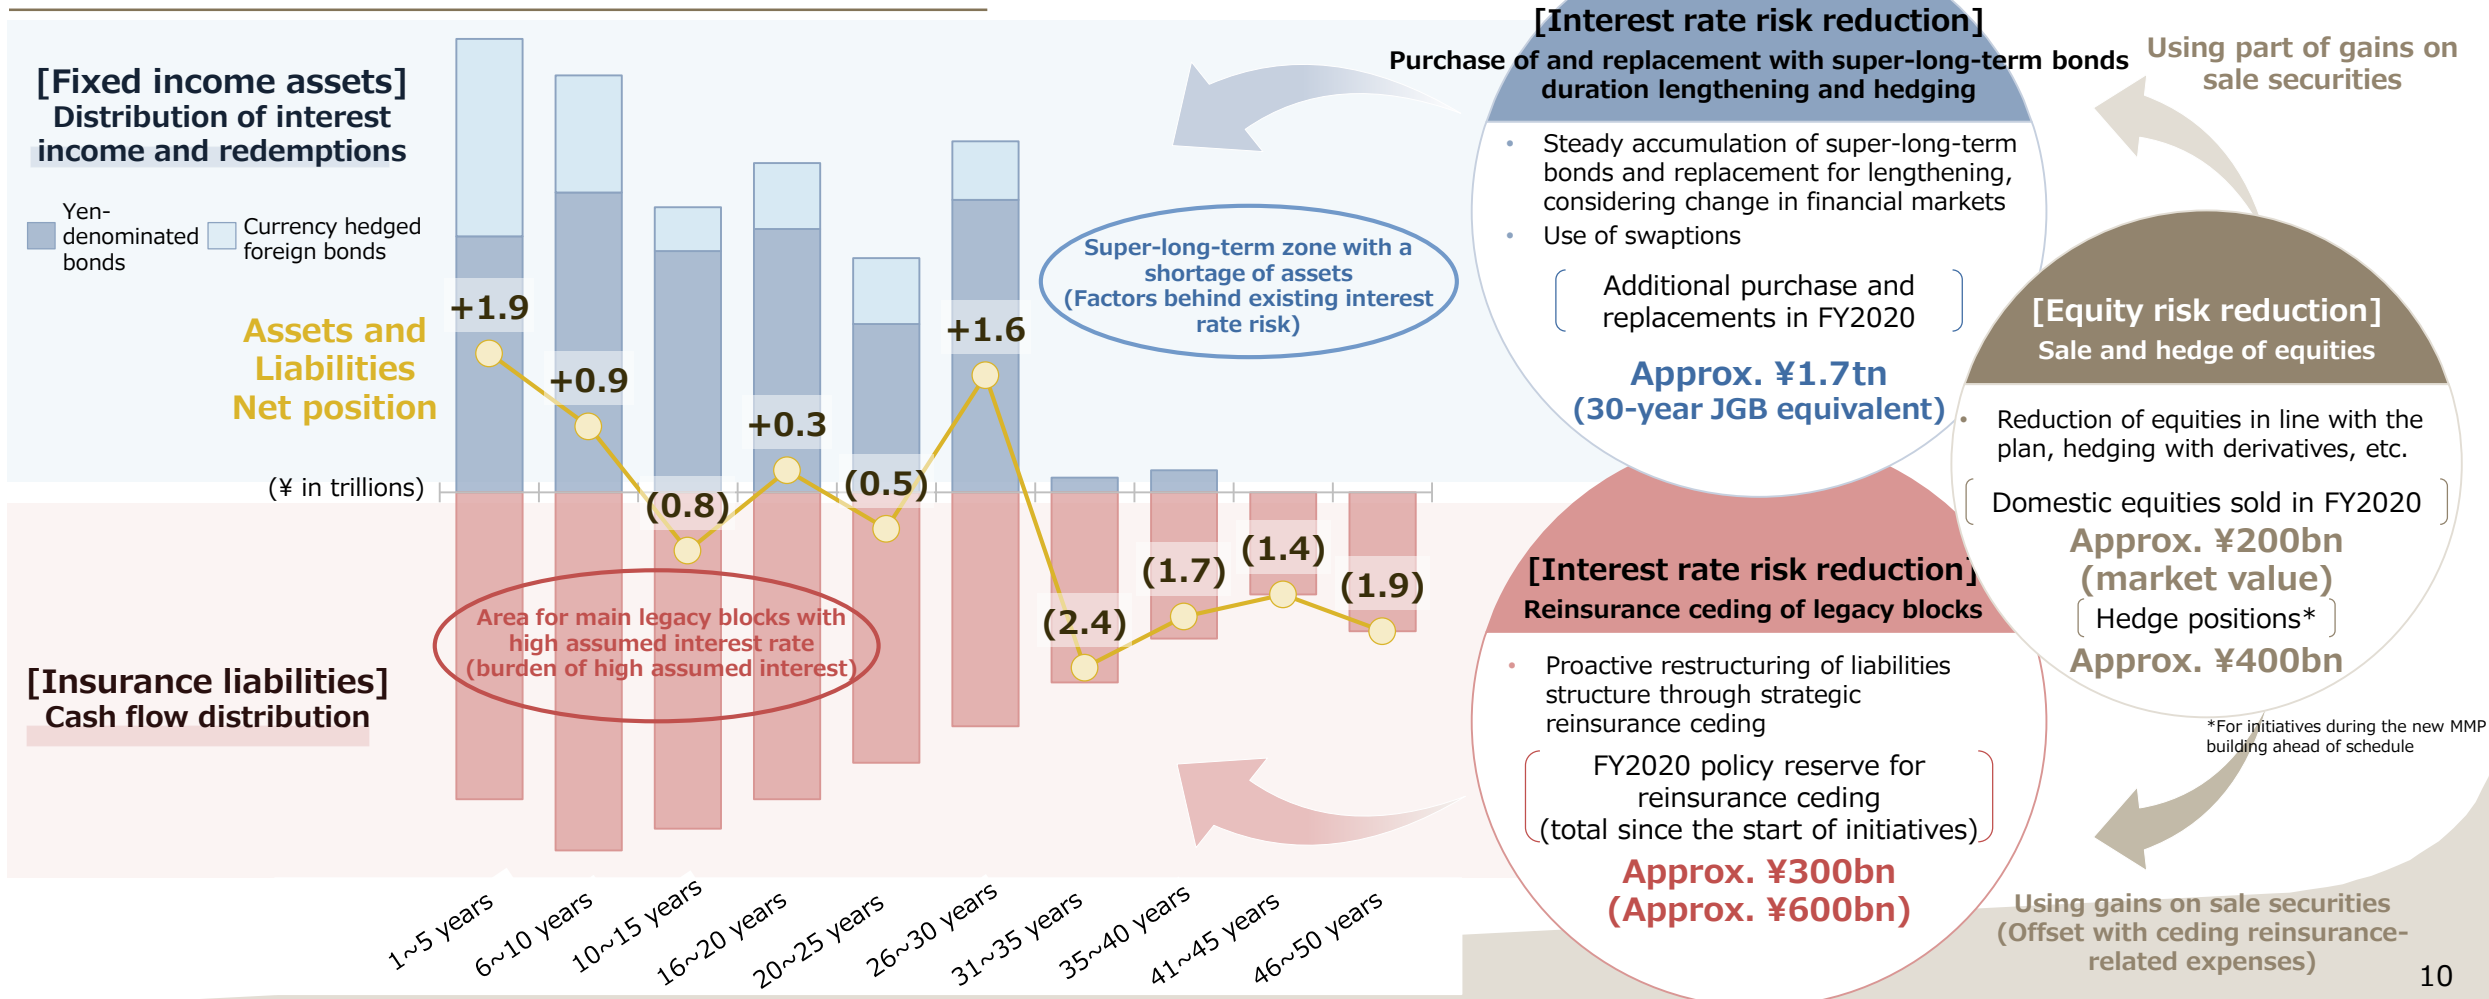 [Fixed income assets]
Distribution of interest
income and redemptions
Yen-
denominated
bonds
Currency hedged
foreign bonds
Assets and
Liabilities
Net position
(¥ in trillions)
+1.9
+0.9
(0.8)
+0.3
(0.5)
+1.6
(2.4)
(1.7)
(1.4)
(1.9)
Super-long-term zone with a
shortage of assets
(Factors behind existing interest
rate risk)
Area for main legacy blocks with
high assumed interest rate
(burden of high assumed interest)
[Insurance liabilities]
Cash flow distribution
1~5 years
6~10 years
10~15 years
16~20 years
20~25 years
26~30 years
31~35 years
35~40 years
41~45 years
46~50 years
[Interest rate risk reduction]
Purchase of and replacement with super-long-term bonds
duration lengthening and hedging
• Steady accumulation of super-long-term
bonds and replacement for lengthening,
considering change in financial markets
• Use of swaptions
Additional purchase and
replacements in FY2020
Approx. ¥1.7tn
(30-year JGB equivalent)
[Interest rate risk reduction]
Reinsurance ceding of legacy blocks
• Proactive restructuring of liabilities
structure through strategic
reinsurance ceding
FY2020 policy reserve for
reinsurance ceding
(total since the start of initiatives)
Approx. ¥300bn
(Approx. ¥600bn)
Using part of gains on
sale securities
[Equity risk reduction]
Sale and hedge of equities
• Reduction of equities in line with the
plan, hedging with derivatives, etc.
Domestic equities sold in FY2020
Approx. ¥200bn
(market value)
Hedge positions*
Approx. ¥400bn
*For initiatives during the new MMP
building ahead of schedule
Using gains on sale securities
(Offset with ceding reinsurance-
related expenses)
10